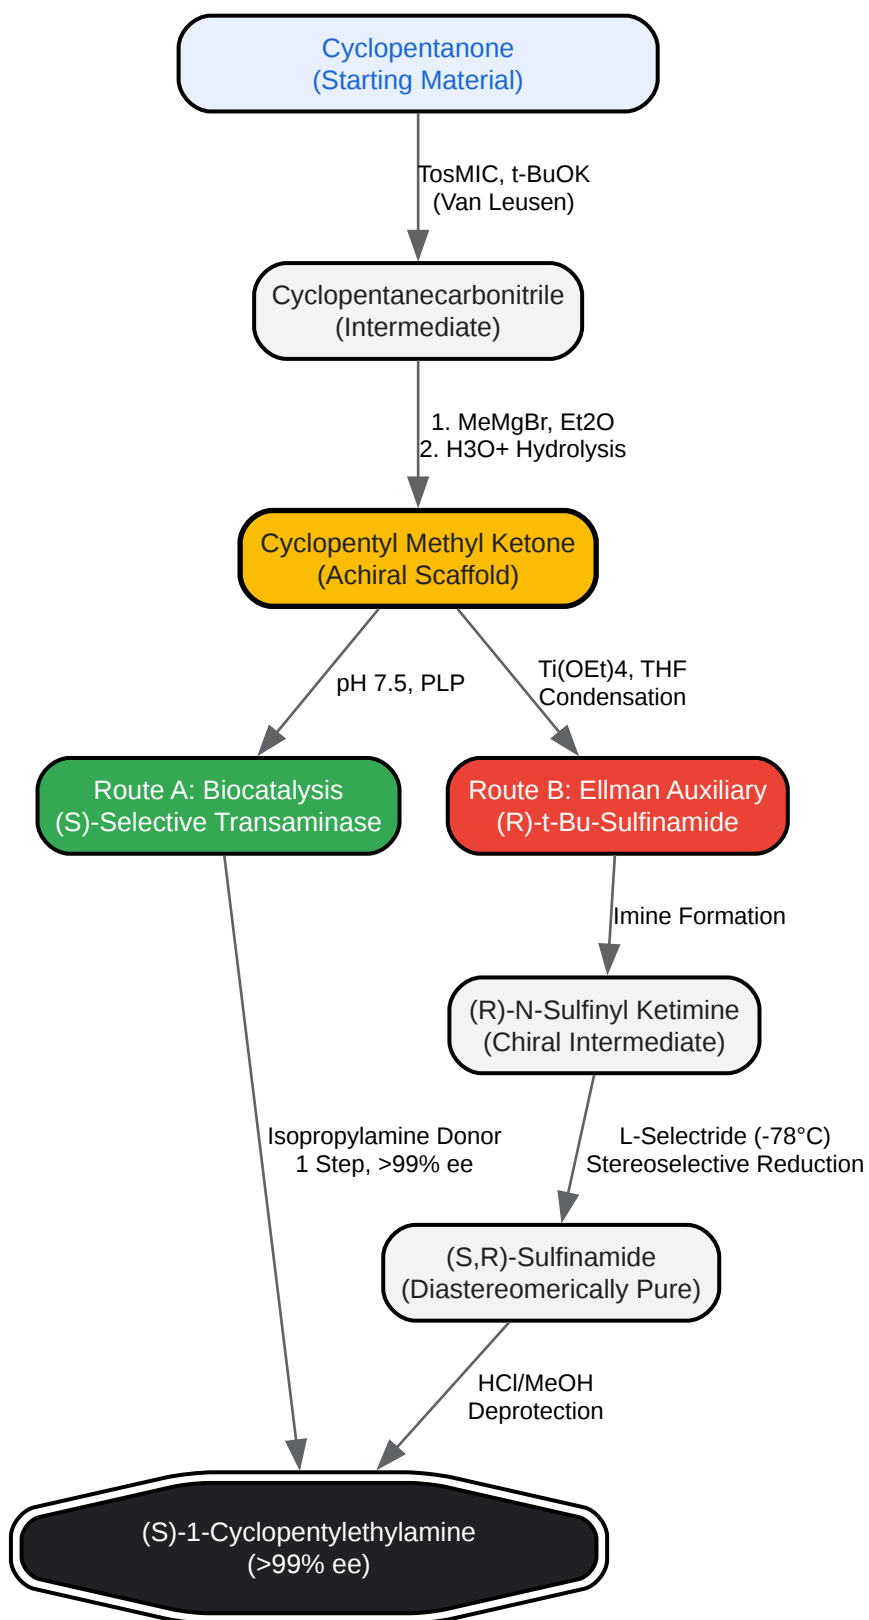 Cyclopentanone
(Starting Material)
TosMIC, t-BuOK
(Van Leusen)
Cyclopentanecarbonitrile
(Intermediate)
1. MeMgBr, Et2O
2. H3O+ Hydrolysis
Cyclopentyl Methyl Ketone
(Achiral Scaffold)
pH 7.5, PLP
Ti(OEt)4, THF
Condensation
Route A: Biocatalysis
(S)-Selective Transaminase
Route B: Ellman Auxiliary
(R)-t-Bu-Sulfinamide
Imine Formation
(R)-N-Sulfinyl Ketimine
(Chiral Intermediate)
Isopropylamine Donor
1 Step, >99% ee
L-Selectride (-78°C)
Stereoselective Reduction
(S,R)-Sulfinamide
(Diastereomerically Pure)
HCl/MeOH
Deprotection
(S)-1-Cyclopentylethylamine
(>99% ee)